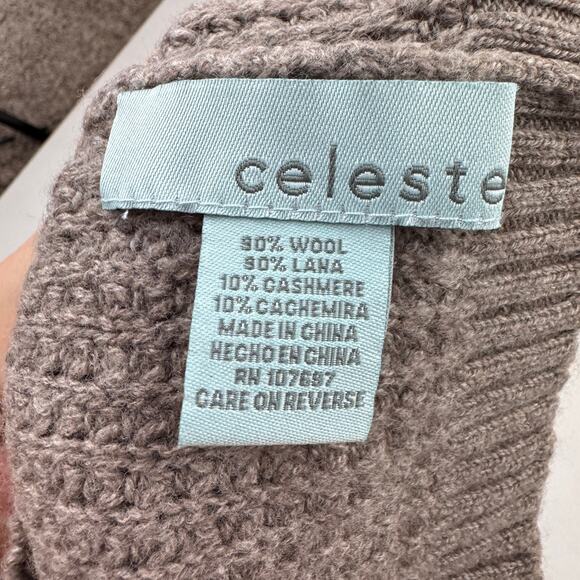 celeste
90% WOOL
90% LANA
10% CASHMERE
10% CACHEMIRA
MADE IN CHINA
HECHO EN CHINA
RN 107697
CARE ON REVERSE